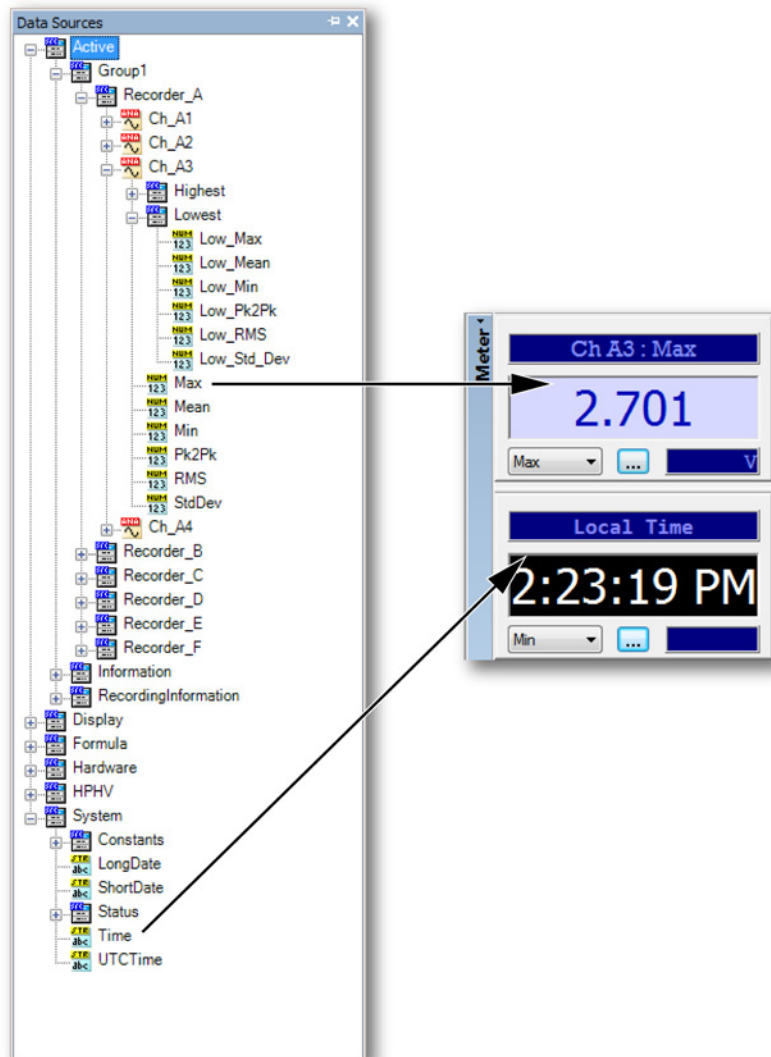 Data Sources
Active
Group1
Recorder_A
Ch_A1
Ch_A2
Ch_A3
Highest
Lowest
Low_Max
Low_Mean
Low_Min
Low_Pk2Pk
Low_RMS
Low_Std_Dev
Max
Mean
Min
Pk2Pk
RMS
StdDev
Ch_A4
Recorder_B
Recorder_C
Recorder_D
Recorder_E
Recorder_F
Information
RecordingInformation
Display
Formula
Hardware
HPHV
System
Constants
LongDate
ShortDate
Status
Time
UTCTime
Meter
Ch A3 : Max
2.701
Max ... V
Local Time
2:23:19 PM
Min ...